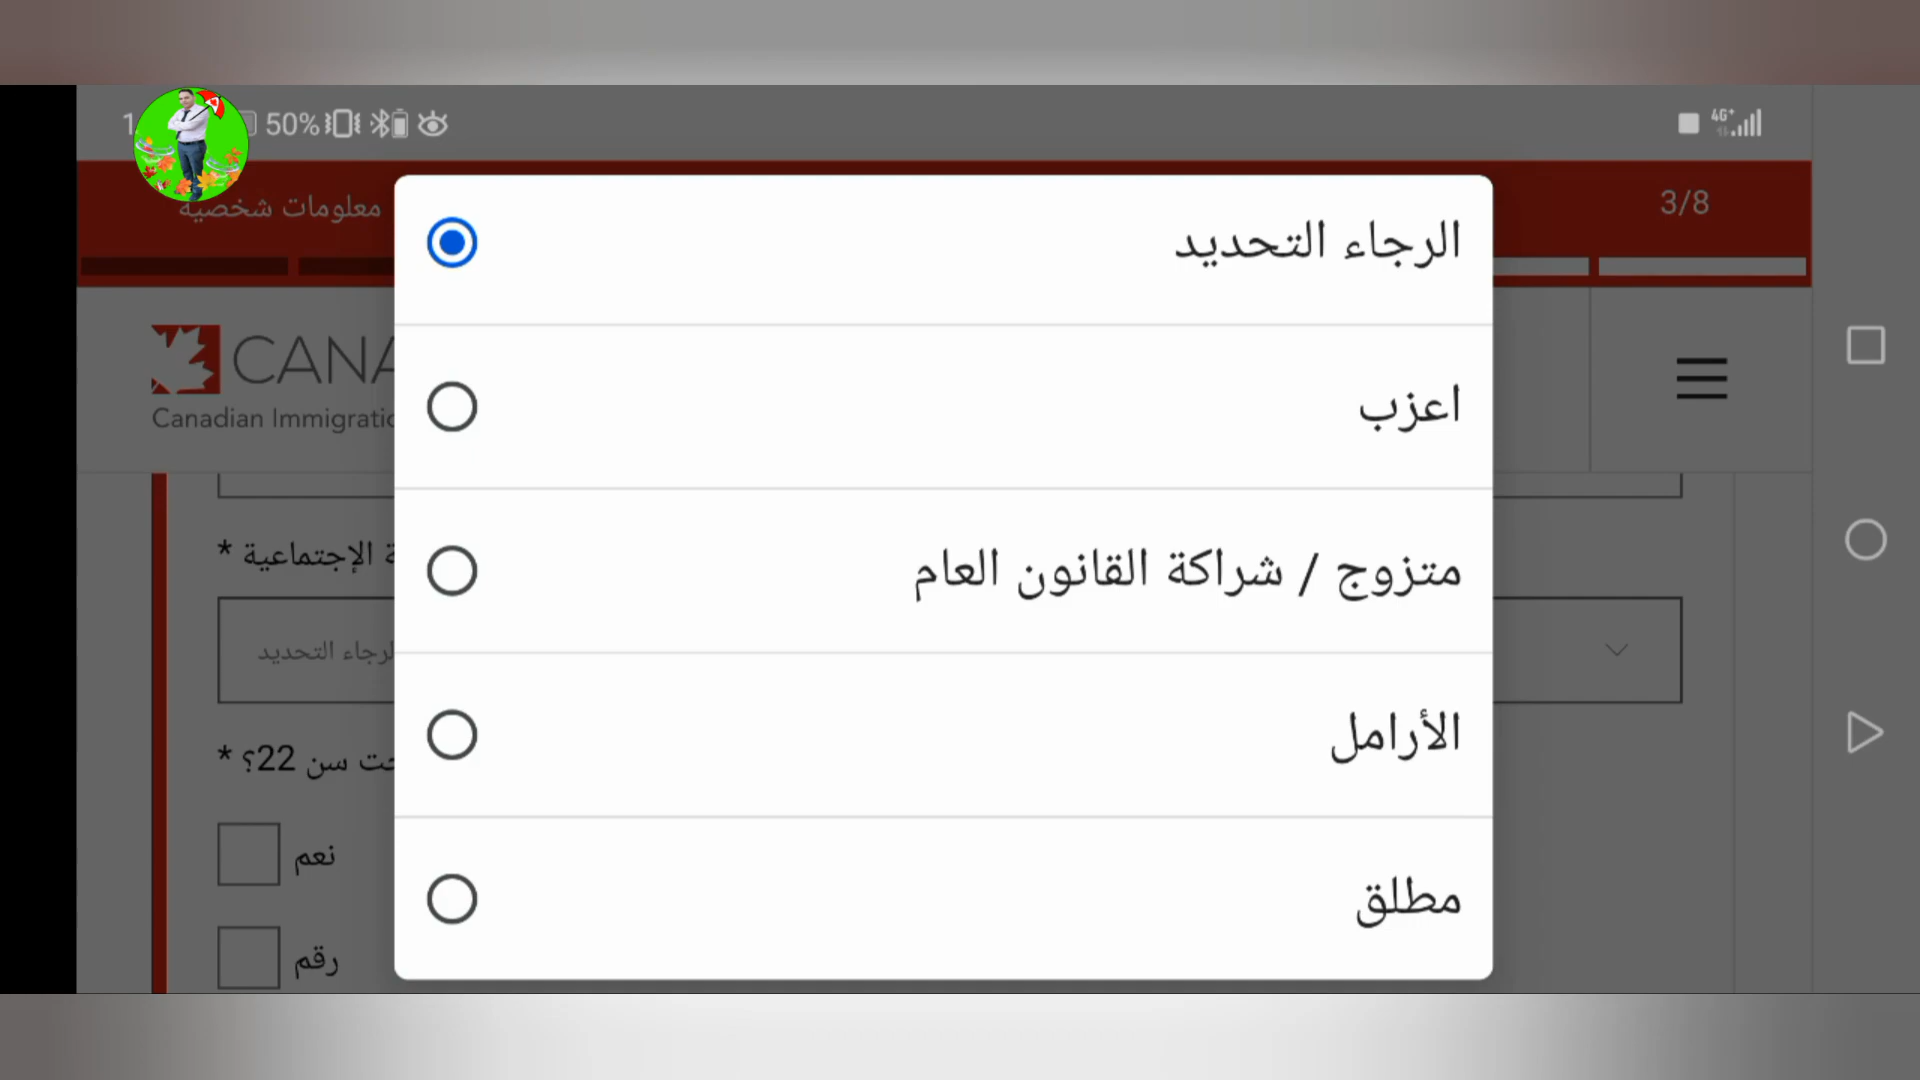 50%
4G+
معلومات شخصية
3/8
الرجاء التحديد
CANA
Canadian Immigratio
اعزب
الإجتماعية *
متزوج / شراكة القانون العام
الرجاء التحديد
الأرامل
سن 22؟ *
نعم
مطلق
رقم